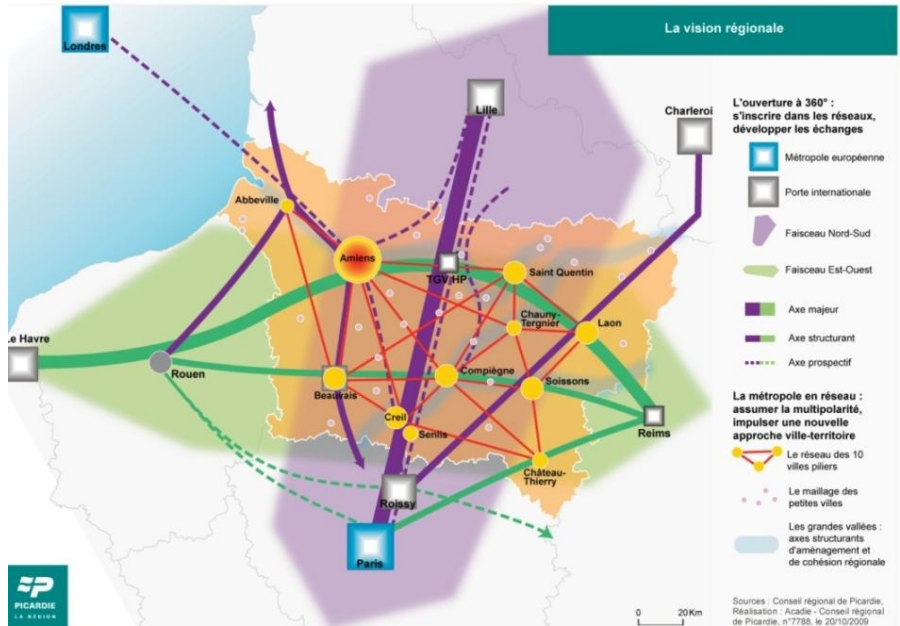 La vision régionale
Londres
Lille
Charleroi
Abbeville
Amiens
TGV HP
Saint Quentin
Chauny-
Tergnier
Laon
Le Havre
Rouen
Beauvais
Compiègne
Soissons
Creil
Senlis
Reims
Château-
Thierry
Roissy
Paris
L'ouverture à 360° :
s'inscrire dans les réseaux,
développer les échanges
Métropole européenne
Porte internationale
Faisceau Nord-Sud
Faisceau Est-Ouest
Axe majeur
Axe structurant
Axe prospectif
La métropole en réseau :
assumer la multipolarité,
impulser une nouvelle
approche ville-territoire
Le réseau des 10
villes piliers
Le maillage des
petites villes
Les grandes vallées :
axes structurants
d'aménagement et
de cohésion régionale
PICARDIE
LA REGION
0 20 Km
Sources : Conseil régional de Picardie,
Réalisation : Acadie - Conseil régional
de Picardie, n°7788, le 20/10/2009